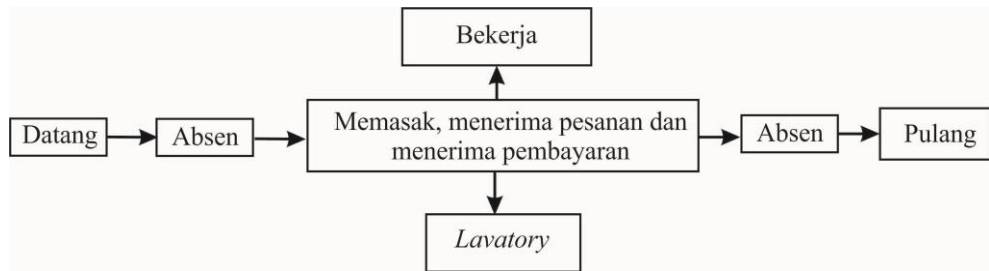 Bekerja
Datang
Absen
Memasak, menerima pesanan dan
menerima pembayaran
Absen
Pulang
Lavatory